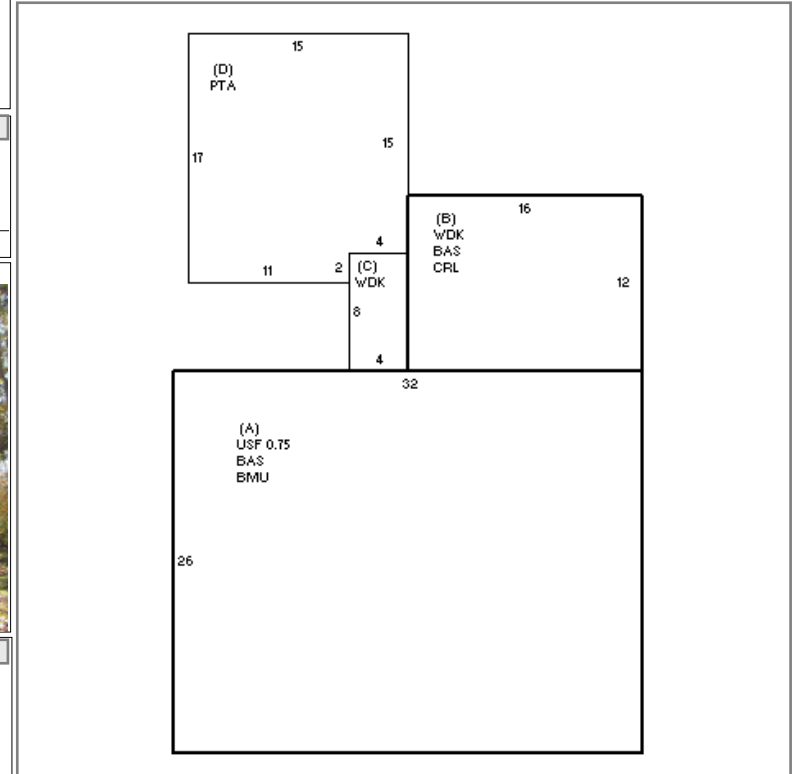 15
(D)
PTA
15
17
16
(B)
WDK
BAS
CRL
4
11
2
(C)
WDK
12
8
4
32
(A)
USF 0.75
BAS
BMU
26